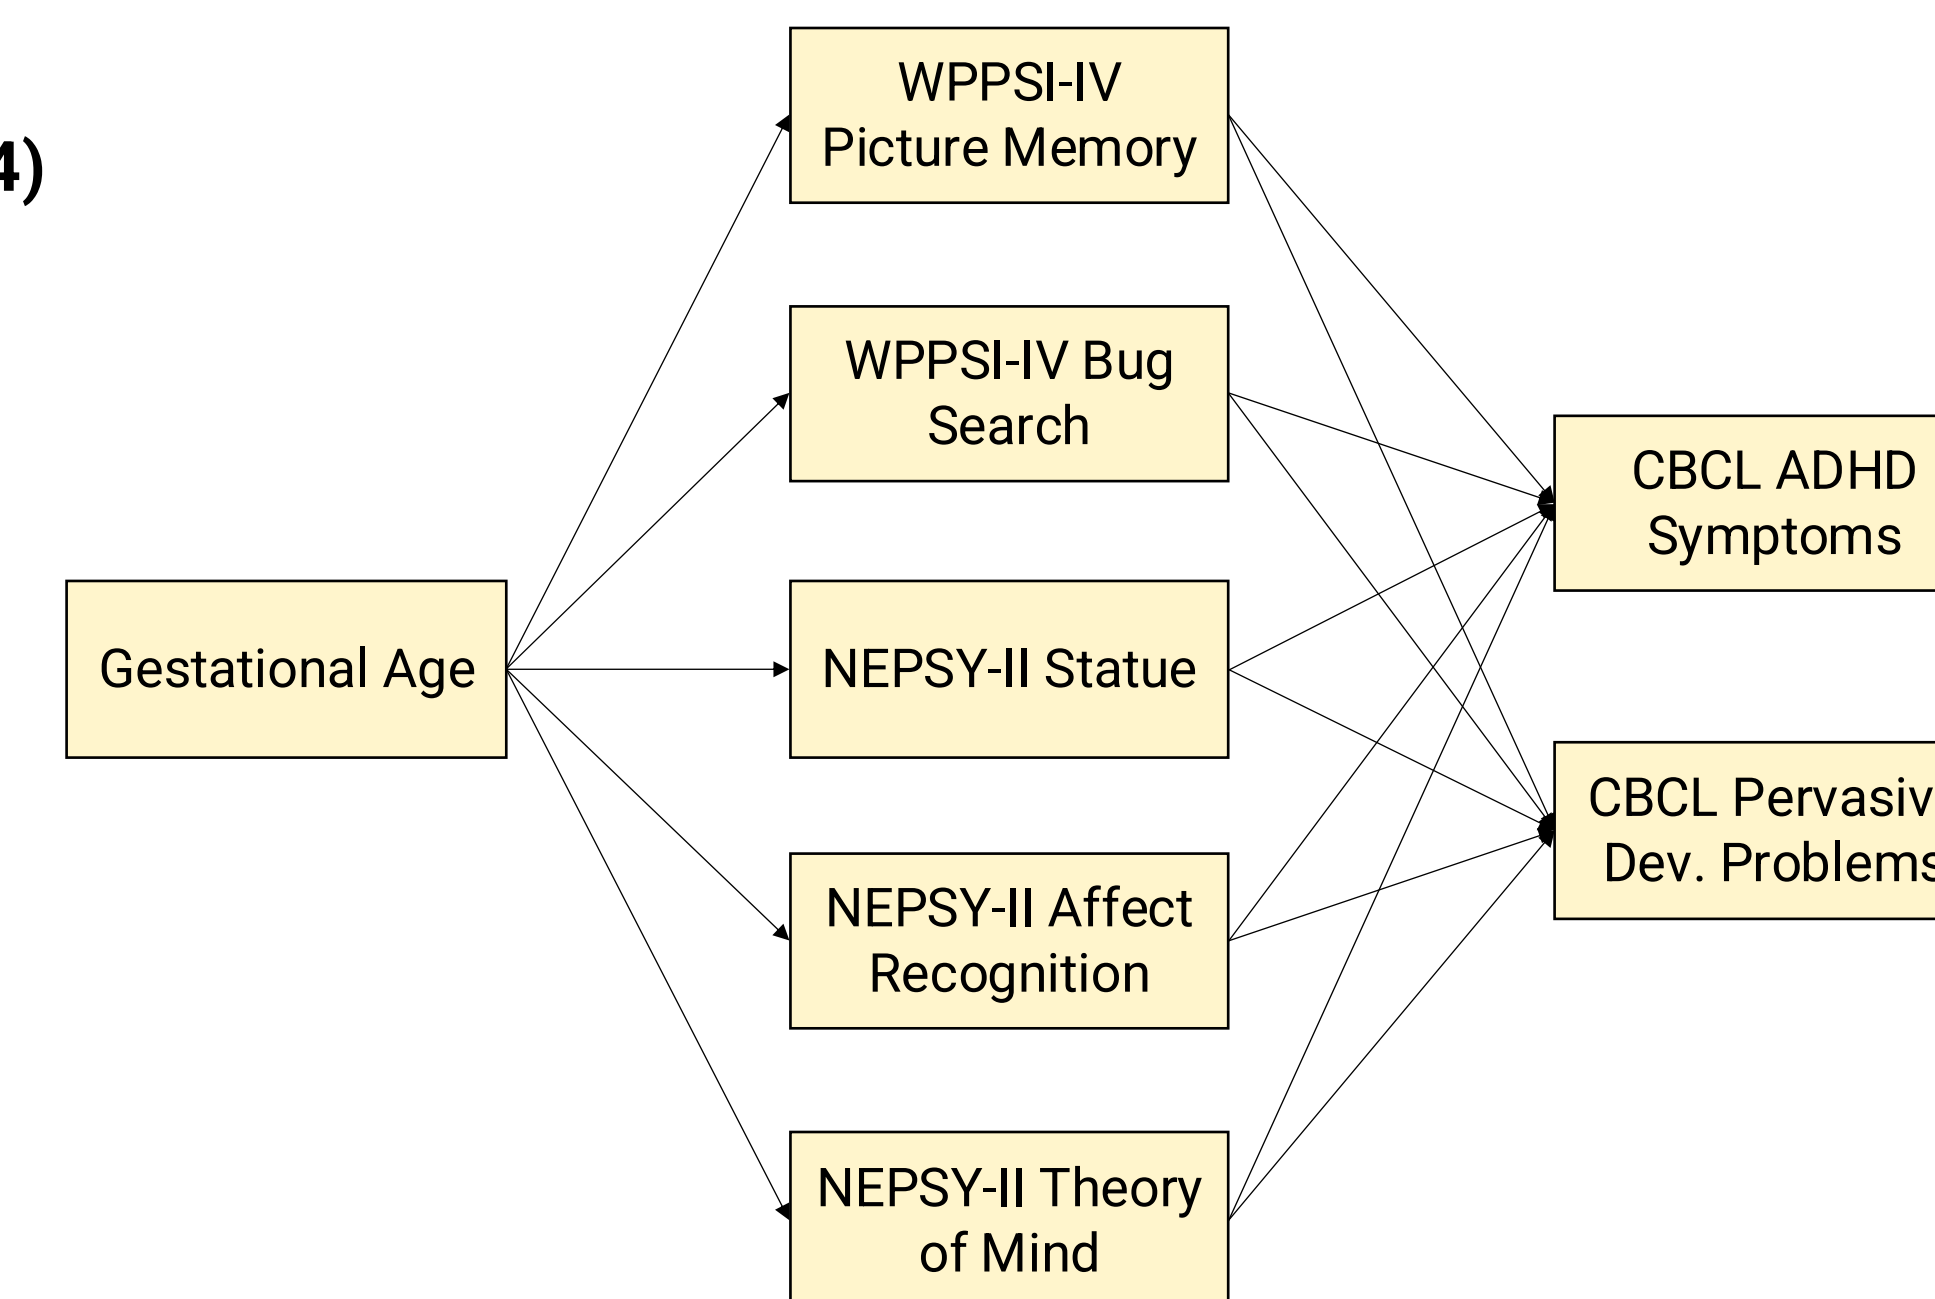 4)
WPPSI-IV
Picture Memory
WPPSI-IV Bug
Search
CBCL ADHD
Symptoms
Gestational Age
NEPSY-II Statue
CBCL Pervasiv
Dev. Problems
NEPSY-II Affect
Recognition
NEPSY-II Theory
of Mind